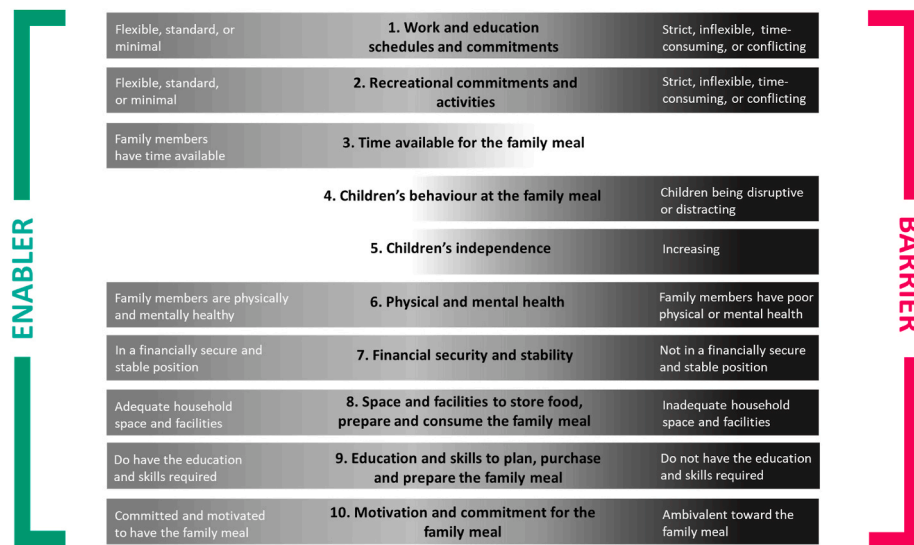 ENABLER
BARRIER
Flexible, standard, or
minimal
1. Work and education
schedules and commitments
Strict, inflexible, time-
consuming, or conflicting
Flexible, standard,
or minimal
2. Recreational commitments and
activities
Strict, inflexible, time-
consuming, or conflicting
Family members
have time available
3. Time available for the family meal
4. Children's behaviour at the family meal
Children being disruptive
or distracting
5. Children's independence
Increasing
Family members are physically
and mentally healthy
6. Physical and mental health
Family members have poor
physical or mental health
In a financially secure and
stable position
7. Financial security and stability
Not in a financially secure
and stable position
Adequate household
space and facilities
8. Space and facilities to store food,
prepare and consume the family meal
Inadequate household
space and facilities
Do have the education
and skills required
9. Education and skills to plan, purchase
and prepare the family meal
Do not have the education
and skills required
Committed and motivated
to have the family meal
10. Motivation and commitment for the
family meal
Ambivalent toward the
family meal